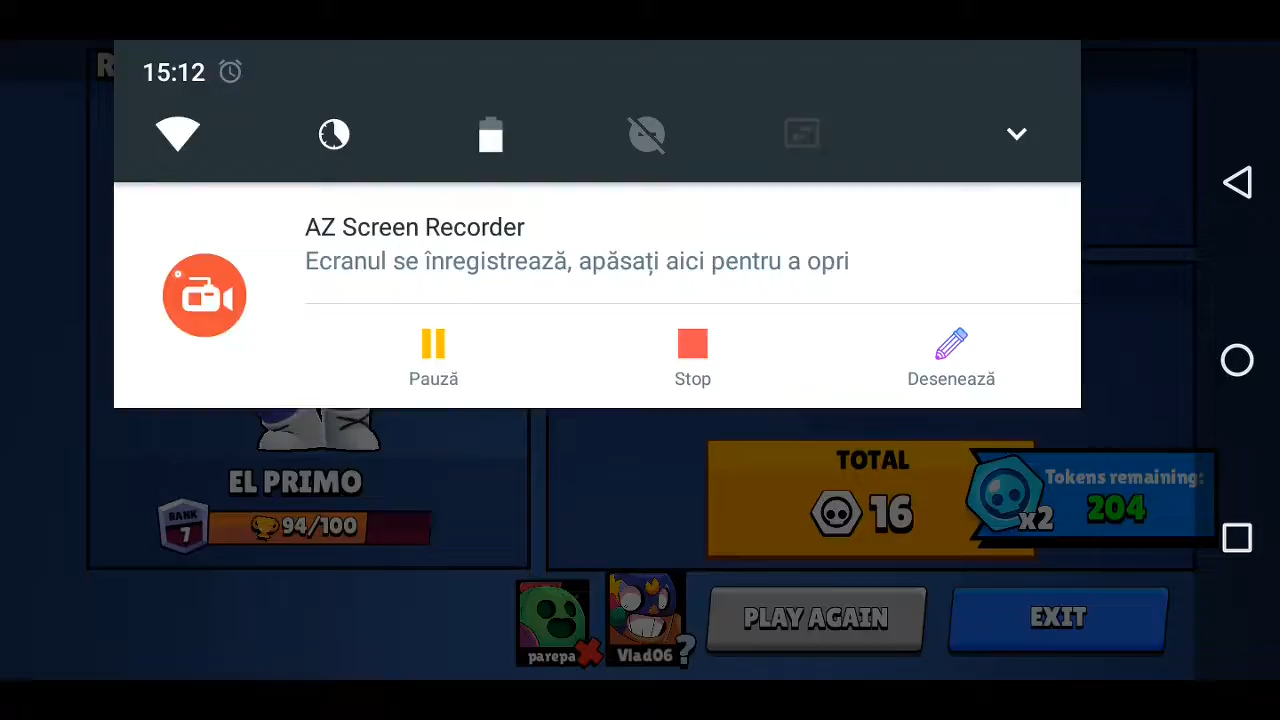 15:12
AZ Screen Recorder
Ecranul se înregistrează, apăsați aici pentru a opri
Pauză
Stop
Desenează
EL PRIMO
RANK
7
94/100
TOTAL
16
x2
Tokens remaining:
204
parepa
Vlad06
?
PLAY AGAIN
EXIT